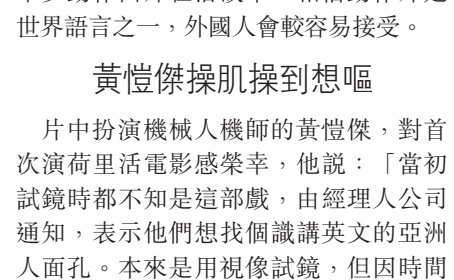 世界語言之一，外國人會較容易接受。
黃愷傑操肌操到想嘔
片中扮演機械人機師的黃愷傑，對首
次演荷里活電影感榮幸，他説：「當初
試鏡時都不知是這部戲，由經理人公司
通知，表示他們想找個識講英文的亞洲
人面孔。本來是用視像試鏡，但因時間